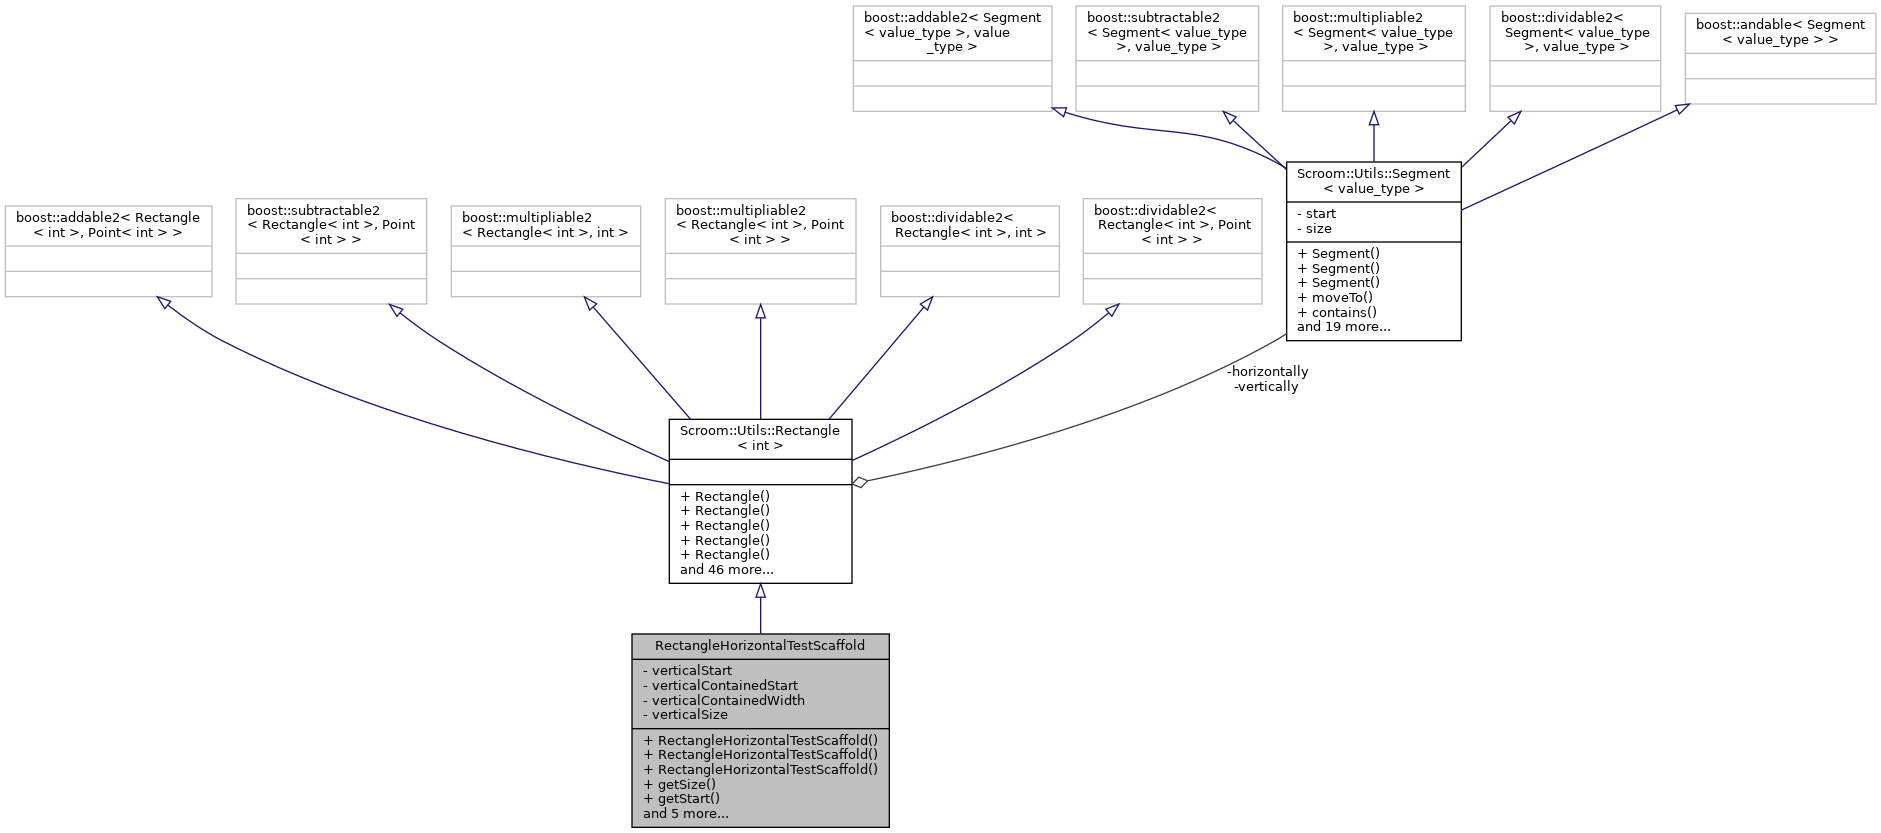 boost::addable2< Segment
< value_type >, value
_type >
boost::subtractable2
< Segment< value_type
>, value_type >
boost::multipliable2
< Segment< value_type
>, value_type >
boost::dividable2<
Segment< value_type
>, value_type >
boost::andable< Segment
< value_type > >
Scroom::Utils::Segment
< value_type >
- start
- size
+ Segment()
+ Segment()
+ Segment()
+ moveTo()
+ contains()
and 19 more...
boost::addable2< Rectangle
< int >, Point< int > >
boost::subtractable2
< Rectangle< int >, Point
< int > >
boost::multipliable2
< Rectangle< int >, int >
boost::multipliable2
< Rectangle< int >, Point
< int > >
boost::dividable2<
Rectangle< int >, int >
boost::dividable2<
Rectangle< int >, Point
< int > >
-horizontally
-vertically
Scroom::Utils::Rectangle
< int >
+ Rectangle()
+ Rectangle()
+ Rectangle()
+ Rectangle()
+ Rectangle()
and 46 more...
RectangleHorizontalTestScaffold
- verticalStart
- verticalContainedStart
- verticalContainedWidth
- verticalSize
+ RectangleHorizontalTestScaffold()
+ RectangleHorizontalTestScaffold()
+ RectangleHorizontalTestScaffold()
+ getSize()
+ getStart()
and 5 more...